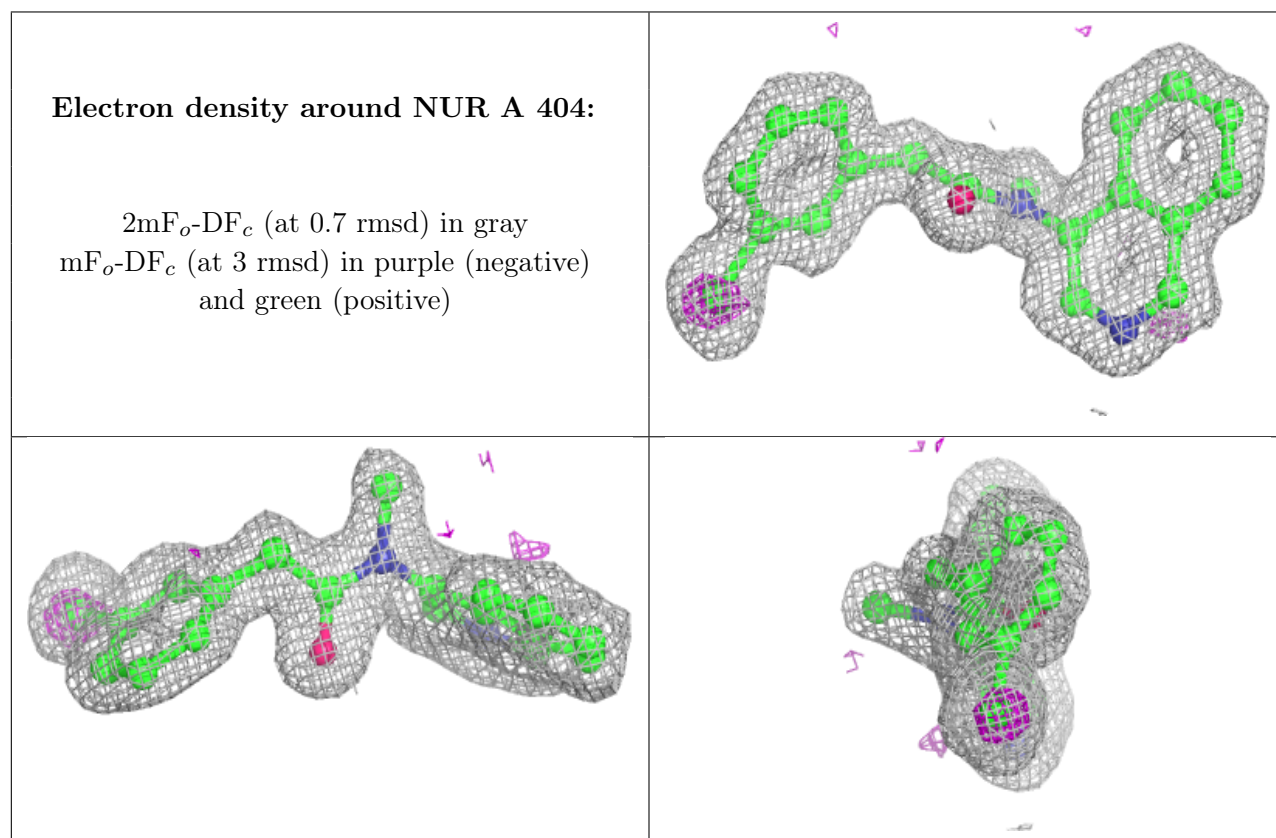 Electron density around NUR A 404:
2mFo-DFc (at 0.7 rmsd) in gray
mFo-DFc (at 3 rmsd) in purple (negative)
and green (positive)